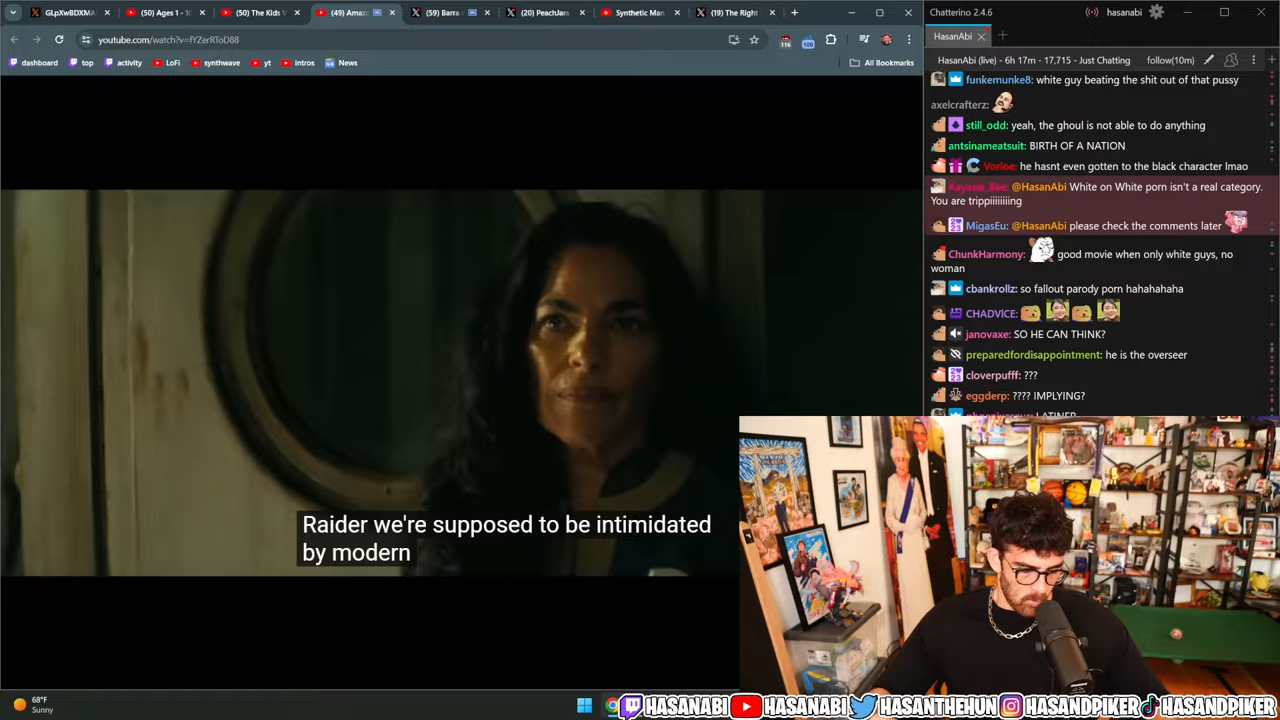 (50) Ages 1 -
(50) The Kids
(49) Amaz
(59) Barra
(20) PeachJars
Synthetic Man
(19) The Right
youtube.com/watch?v=fYZerRToD88
dashboard
top
activity
LoFi
synthwave
yt
intros
News
All Bookmarks
116
100
Raider we're supposed to be intimidated
by modern
Chatterino 2.4.6
hasanabi
HasanAbi
HasanAbi (live) - 6h 17m - 17,715 - Just Chatting
follow(10m)
funkemunke8: white guy beating the shit out of that pussy
axelcrafterz:
still_odd: yeah, the ghoul is not able to do anything
antsinameatsuit: BIRTH OF A NATION
Vorloe: he hasnt even gotten to the black character lmao
@HasanAbi White on White porn isn't a real category.
You are trippiiiiiiiing
MigasEu: @HasanAbi please check the comments later
ChunkHarmony: good movie when only white guys, no
woman
cbankrollz: so fallout parody porn hahahahaha
CHADVlCE:
janovaxe: SO HE CAN THINK?
preparedfordisappointment: he is the overseer
cloverpufff: ???
eggderp: ???? IMPLYING?
68°F
Sunny
HASANABI
HASANABI
HASANTHEHUN
HASANDPIKER
HASANDPIKER